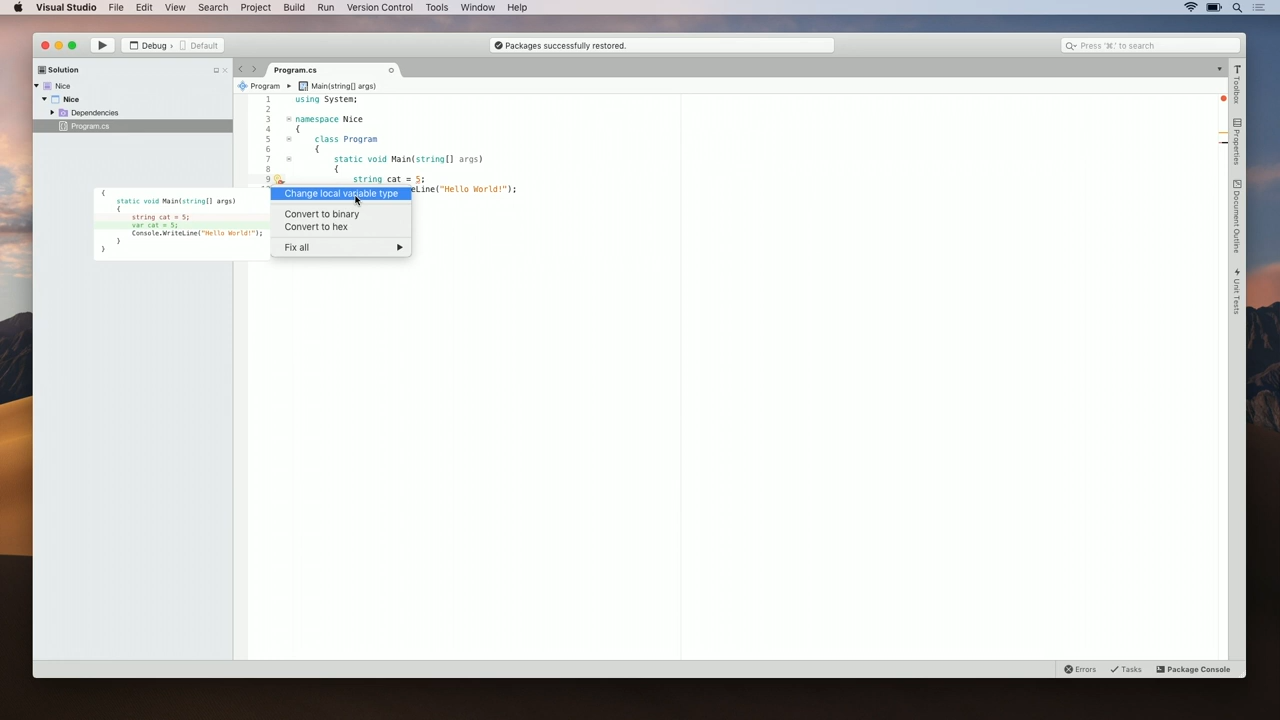 Visual Studio File Edit View Search Project Build Run Version Control Tools Window Help
Debug › Default
Packages successfully restored.
Press '⌘.' to search
Solution
Program.cs
Nice
Program ▸ Main(string[] args)
Nice
Dependencies
Program.cs
1 using System;
2
3 namespace Nice
4 {
5 class Program
6 {
7 static void Main(string[] args)
8 {
9 string cat = 5;
eLine("Hello World!");
{
static void Main(string[] args)
{
string cat = 5;
var cat = 5;
Console.WriteLine("Hello World!");
}
}
Change local variable type
Convert to binary
Convert to hex
Fix all
Toolbox
Properties
Document Outline
Unit Tests
Errors
Tasks
Package Console